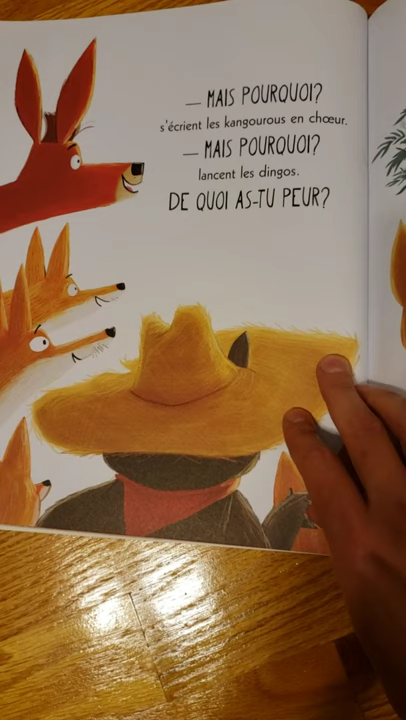 — MAIS POURQUOI?
s'écrient les kangourous en chœur.
— MAIS POURQUOI?
lancent les dingos.
DE QUOI AS-TU PEUR?